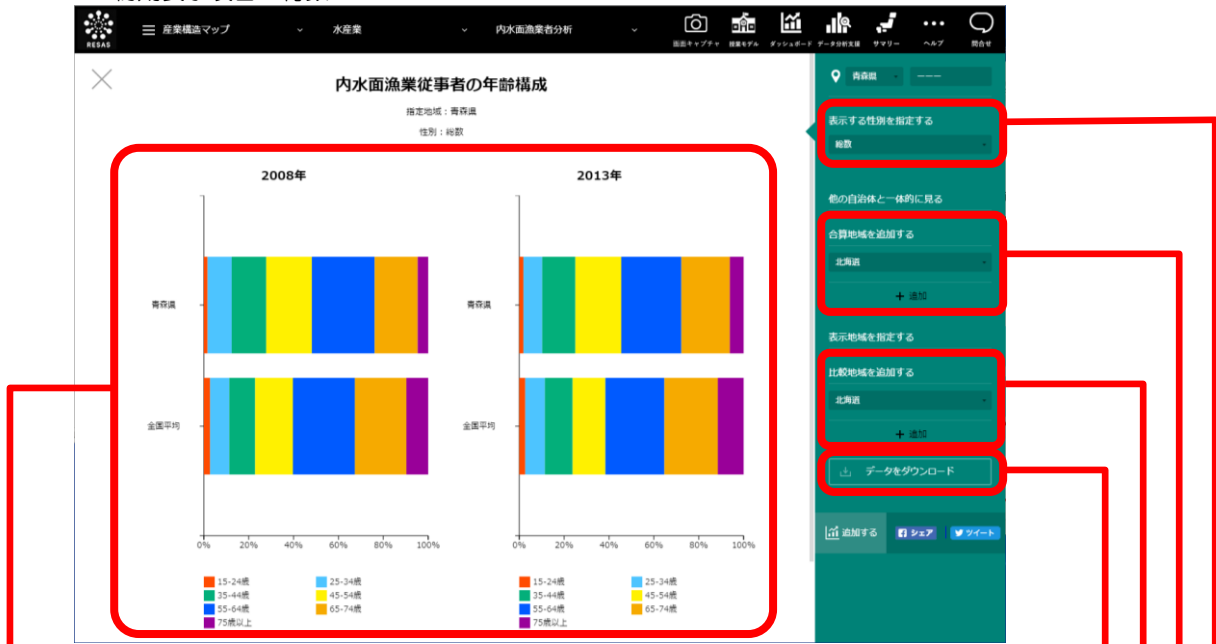 RESAS
産業構造マップ
水産業
内水面漁業者分析
画面キャプチャ
授業モデル
ダッシュボード
データ分析支援
サマリー
ヘルプ
問合せ
内水面漁業従事者の年齢構成
指定地域：青森県
性別：総数
2008年
青森県
全国平均
0% 20% 40% 60% 80% 100%
15-24歳 25-34歳
35-44歳 45-54歳
55-64歳 65-74歳
75歳以上
2013年
青森県
全国平均
0% 20% 40% 60% 80% 100%
15-24歳 25-34歳
35-44歳 45-54歳
55-64歳 65-74歳
75歳以上
青森県 ---
表示する性別を指定する
総数
他の自治体と一体的に見る
合算地域を追加する
北海道
＋ 追加
表示地域を指定する
比較地域を追加する
北海道
＋ 追加
データをダウンロード
追加する
シェア
ツイート